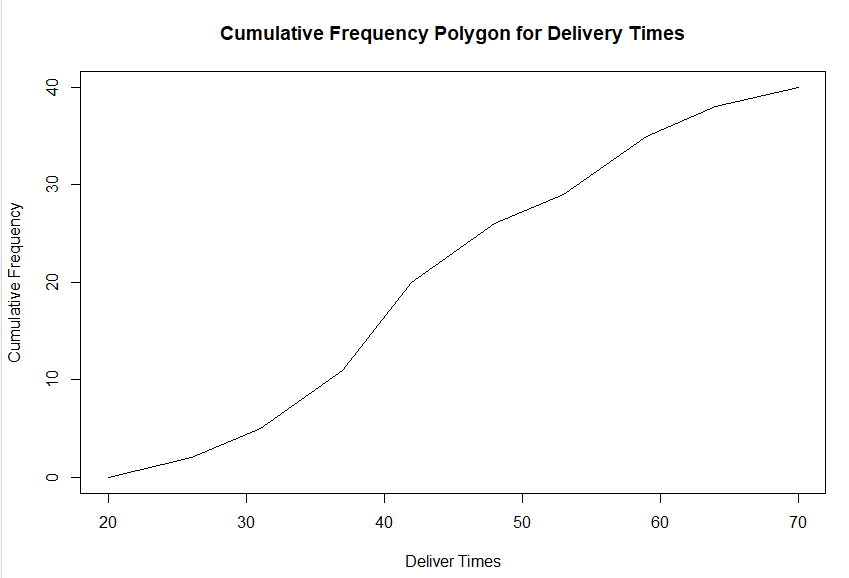 Cumulative Frequency Polygon for Delivery Times
40
30
20
10
0
Cumulative Frequency
20 30 40 50 60 70
Deliver Times